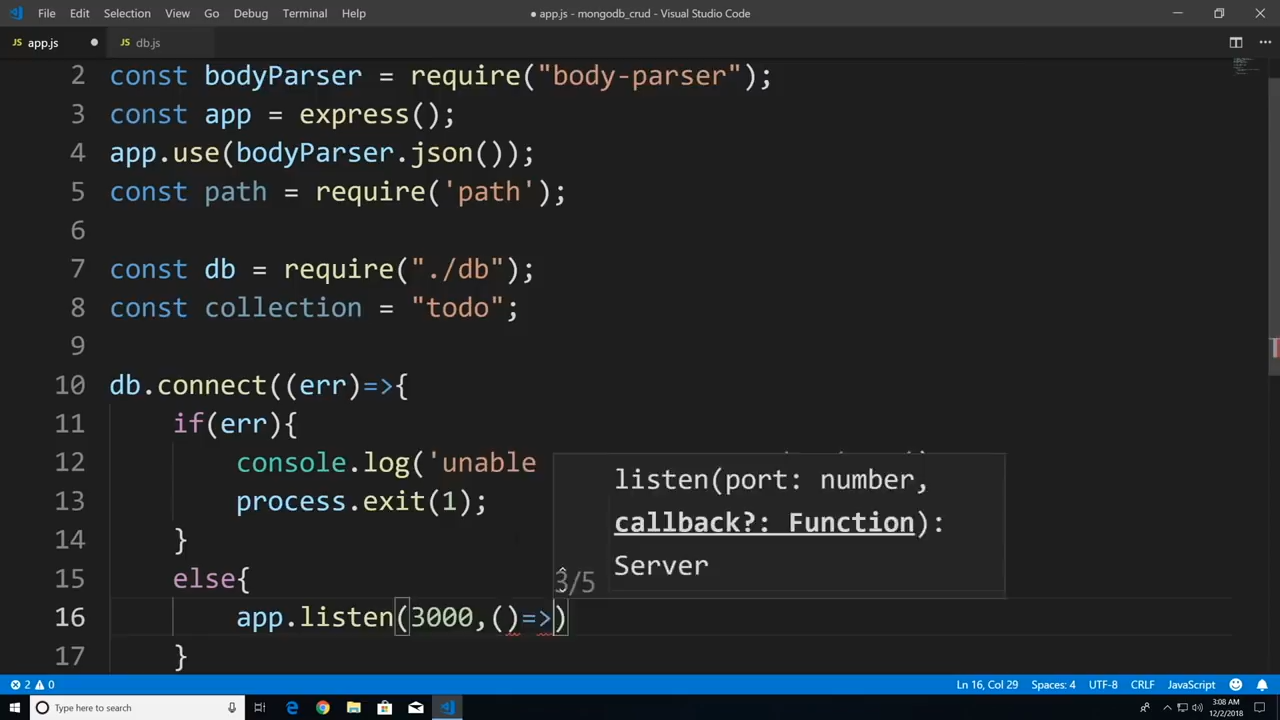 File Edit Selection View Go Debug Terminal Help
● app.js - mongodb_crud - Visual Studio Code
JS app.js ● JS db.js
2 const bodyParser = require("body-parser");
3 const app = express();
4 app.use(bodyParser.json());
5 const path = require('path');
6
7 const db = require("./db");
8 const collection = "todo";
9
10 db.connect((err)=>{
11 if(err){
12 console.log('unable
13 process.exit(1);
14 }
15 else{
16 app.listen(3000,()=>)
17 }
listen(port: number,
callback?: Function):
Server
3/5
2 0 Ln 16, Col 29 Spaces: 4 UTF-8 CRLF JavaScript
Type here to search
3:08 AM
12/2/2018